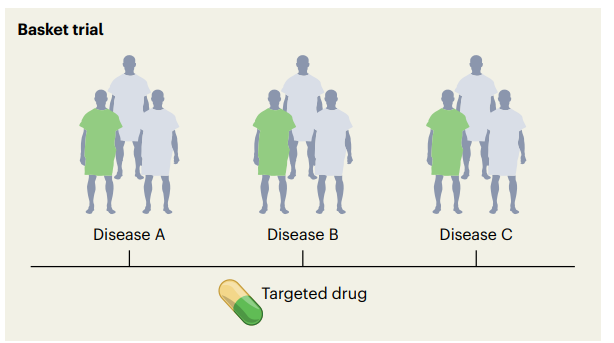 Basket trial
Disease A
Disease B
Disease C
Targeted drug